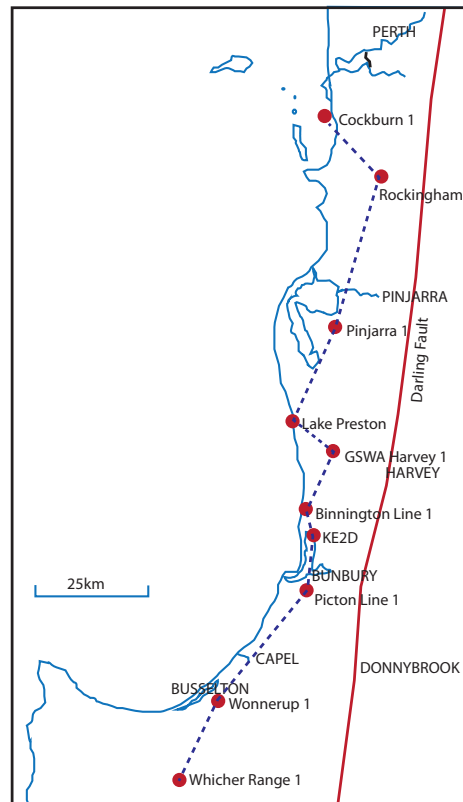 PERTH
Cockburn 1
Rockingham
PINJARRA
Pinjarra 1
Darling Fault
Lake Preston
GSWA Harvey 1
HARVEY
Binnington Line 1
KE2D
25km
BUNBURY
Picton Line 1
CAPEL
DONNYBROOK
BUSSELTON
Wonnerup 1
Whicher Range 1